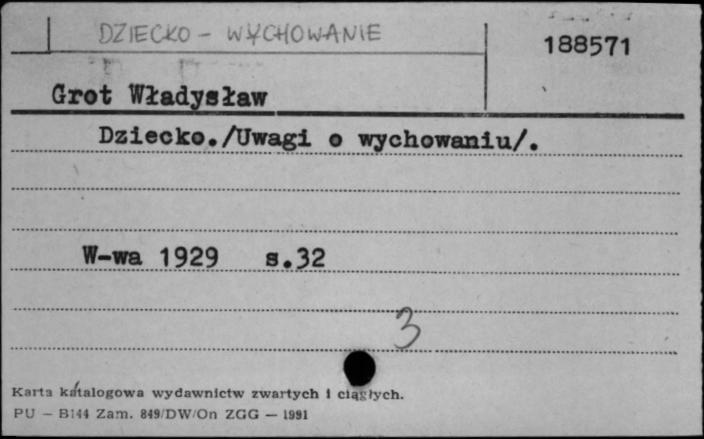 DZIECKO - WYCHOWANIE
188571
Grot Władysław
Dziecko./Uwagi o wychowaniu/.
W-wa 1929 s.32
3
Karta katalogowa wydawnictw zwartych i ciągłych.
PU - B144 Zam. 849/DW/On ZGG - 1991